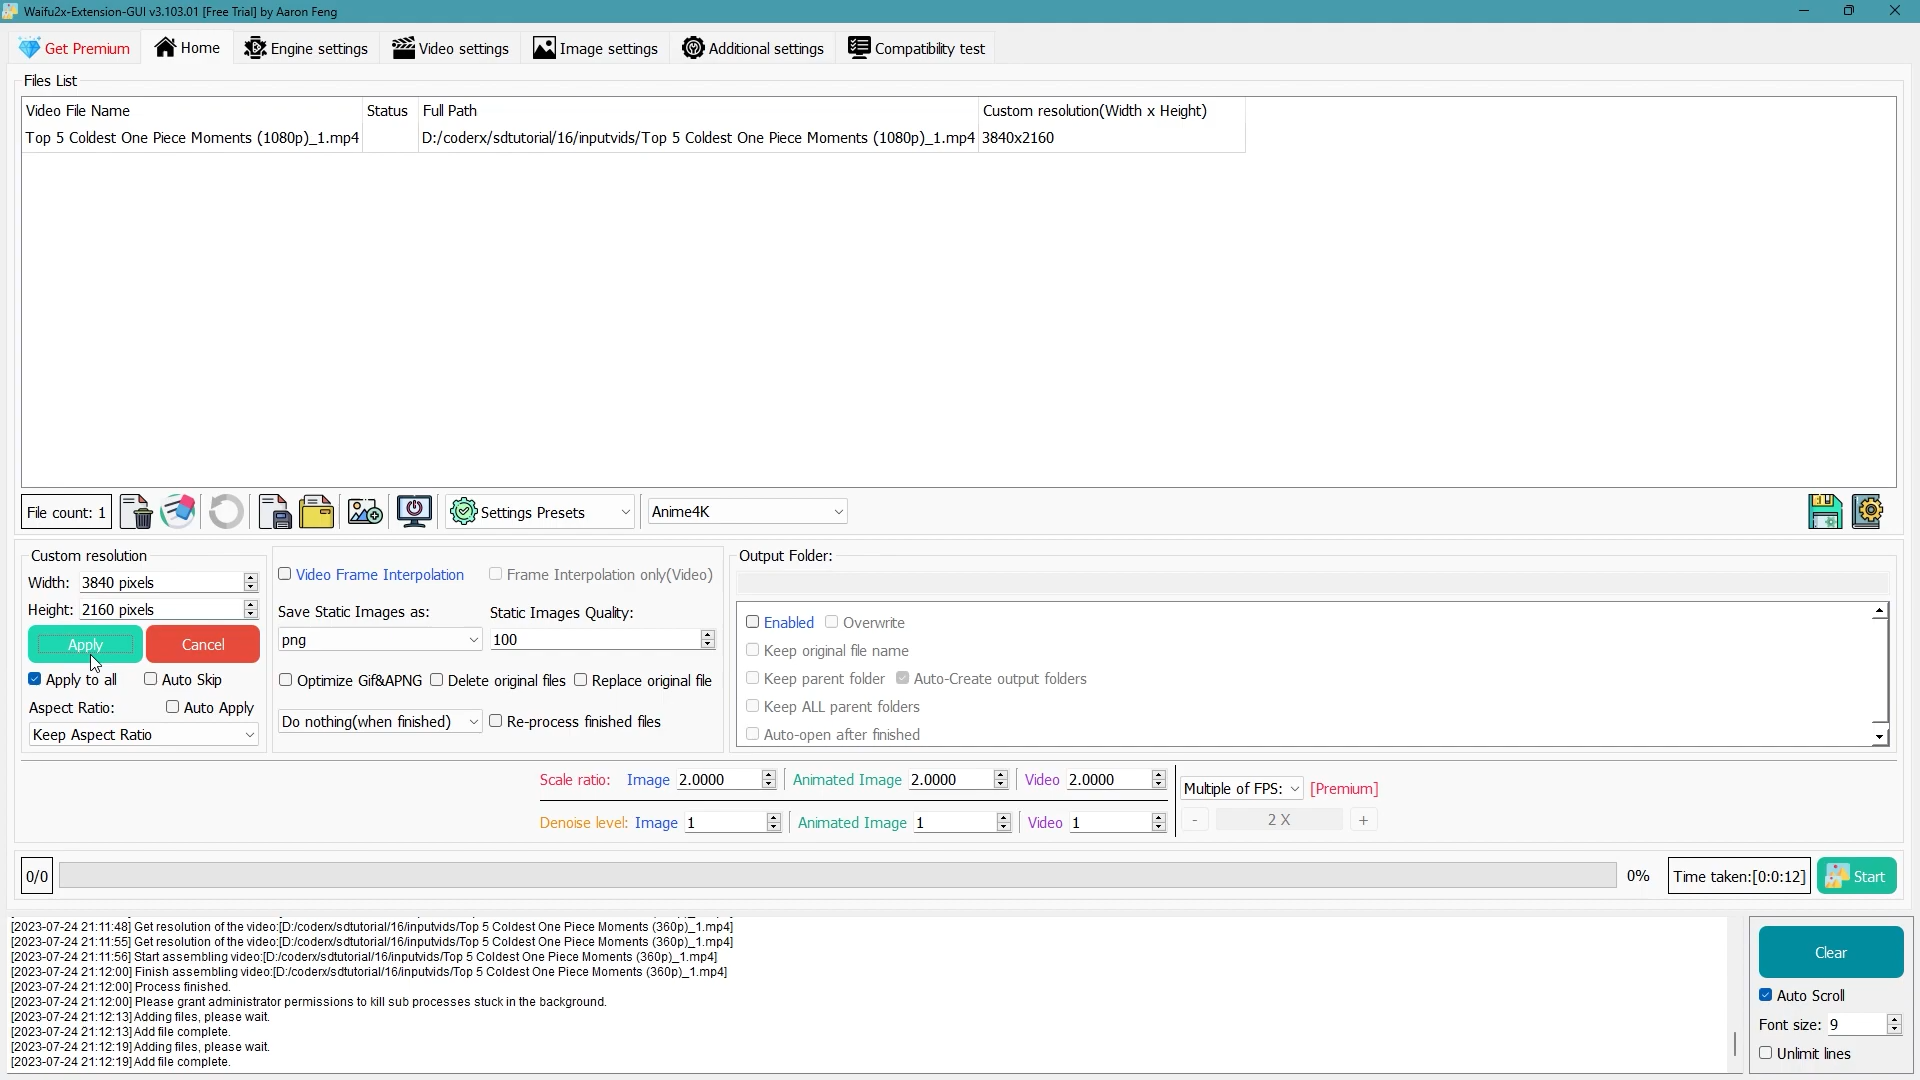 Waifu2x-Extension-GUI v3.103.01 [Free Trial] by Aaron Feng
Get Premium Home Engine settings Video settings Image settings Additional settings Compatibility test
Files List
Video File Name Status Full Path Custom resolution(Width x Height)
Top 5 Coldest One Piece Moments (1080p)_1.mp4 D:/coderx/sdtutorial/16/inputvids/Top 5 Coldest One Piece Moments (1080p)_1.mp4 3840x2160
File count: 1 Settings Presets Anime4K
Custom resolution
Width: 3840 pixels
Height: 2160 pixels
Apply Cancel
Apply to all Auto Skip
Aspect Ratio: Auto Apply
Keep Aspect Ratio
Video Frame Interpolation Frame Interpolation only(Video)
Save Static Images as: Static Images Quality:
png 100
Optimize Gif&APNG Delete original files Replace original file
Do nothing(when finished) Re-process finished files
Output Folder:
Enabled Overwrite
Keep original file name
Keep parent folder Auto-Create output folders
Keep ALL parent folders
Auto-open after finished
Scale ratio: Image 2.0000 Animated Image 2.0000 Video 2.0000
Denoise level: Image 1 Animated Image 1 Video 1
Multiple of FPS: [Premium]
- 2 X +
0/0 0% Time taken:[0:0:12] Start
[2023-07-24 21:11:48] Get resolution of the video:[D:/coderx/sdtutorial/16/inputvids/Top 5 Coldest One Piece Moments (360p)_1.mp4]
[2023-07-24 21:11:55] Get resolution of the video:[D:/coderx/sdtutorial/16/inputvids/Top 5 Coldest One Piece Moments (360p)_1.mp4]
[2023-07-24 21:11:56] Start assembling video:[D:/coderx/sdtutorial/16/inputvids/Top 5 Coldest One Piece Moments (360p)_1.mp4]
[2023-07-24 21:12:00] Finish assembling video:[D:/coderx/sdtutorial/16/inputvids/Top 5 Coldest One Piece Moments (360p)_1.mp4]
[2023-07-24 21:12:00] Process finished.
[2023-07-24 21:12:00] Please grant administrator permissions to kill sub processes stuck in the background.
[2023-07-24 21:12:13] Adding files, please wait.
[2023-07-24 21:12:13] Add file complete.
[2023-07-24 21:12:19] Adding files, please wait.
[2023-07-24 21:12:19] Add file complete.
Clear
Auto Scroll
Font size: 9
Unlimit lines